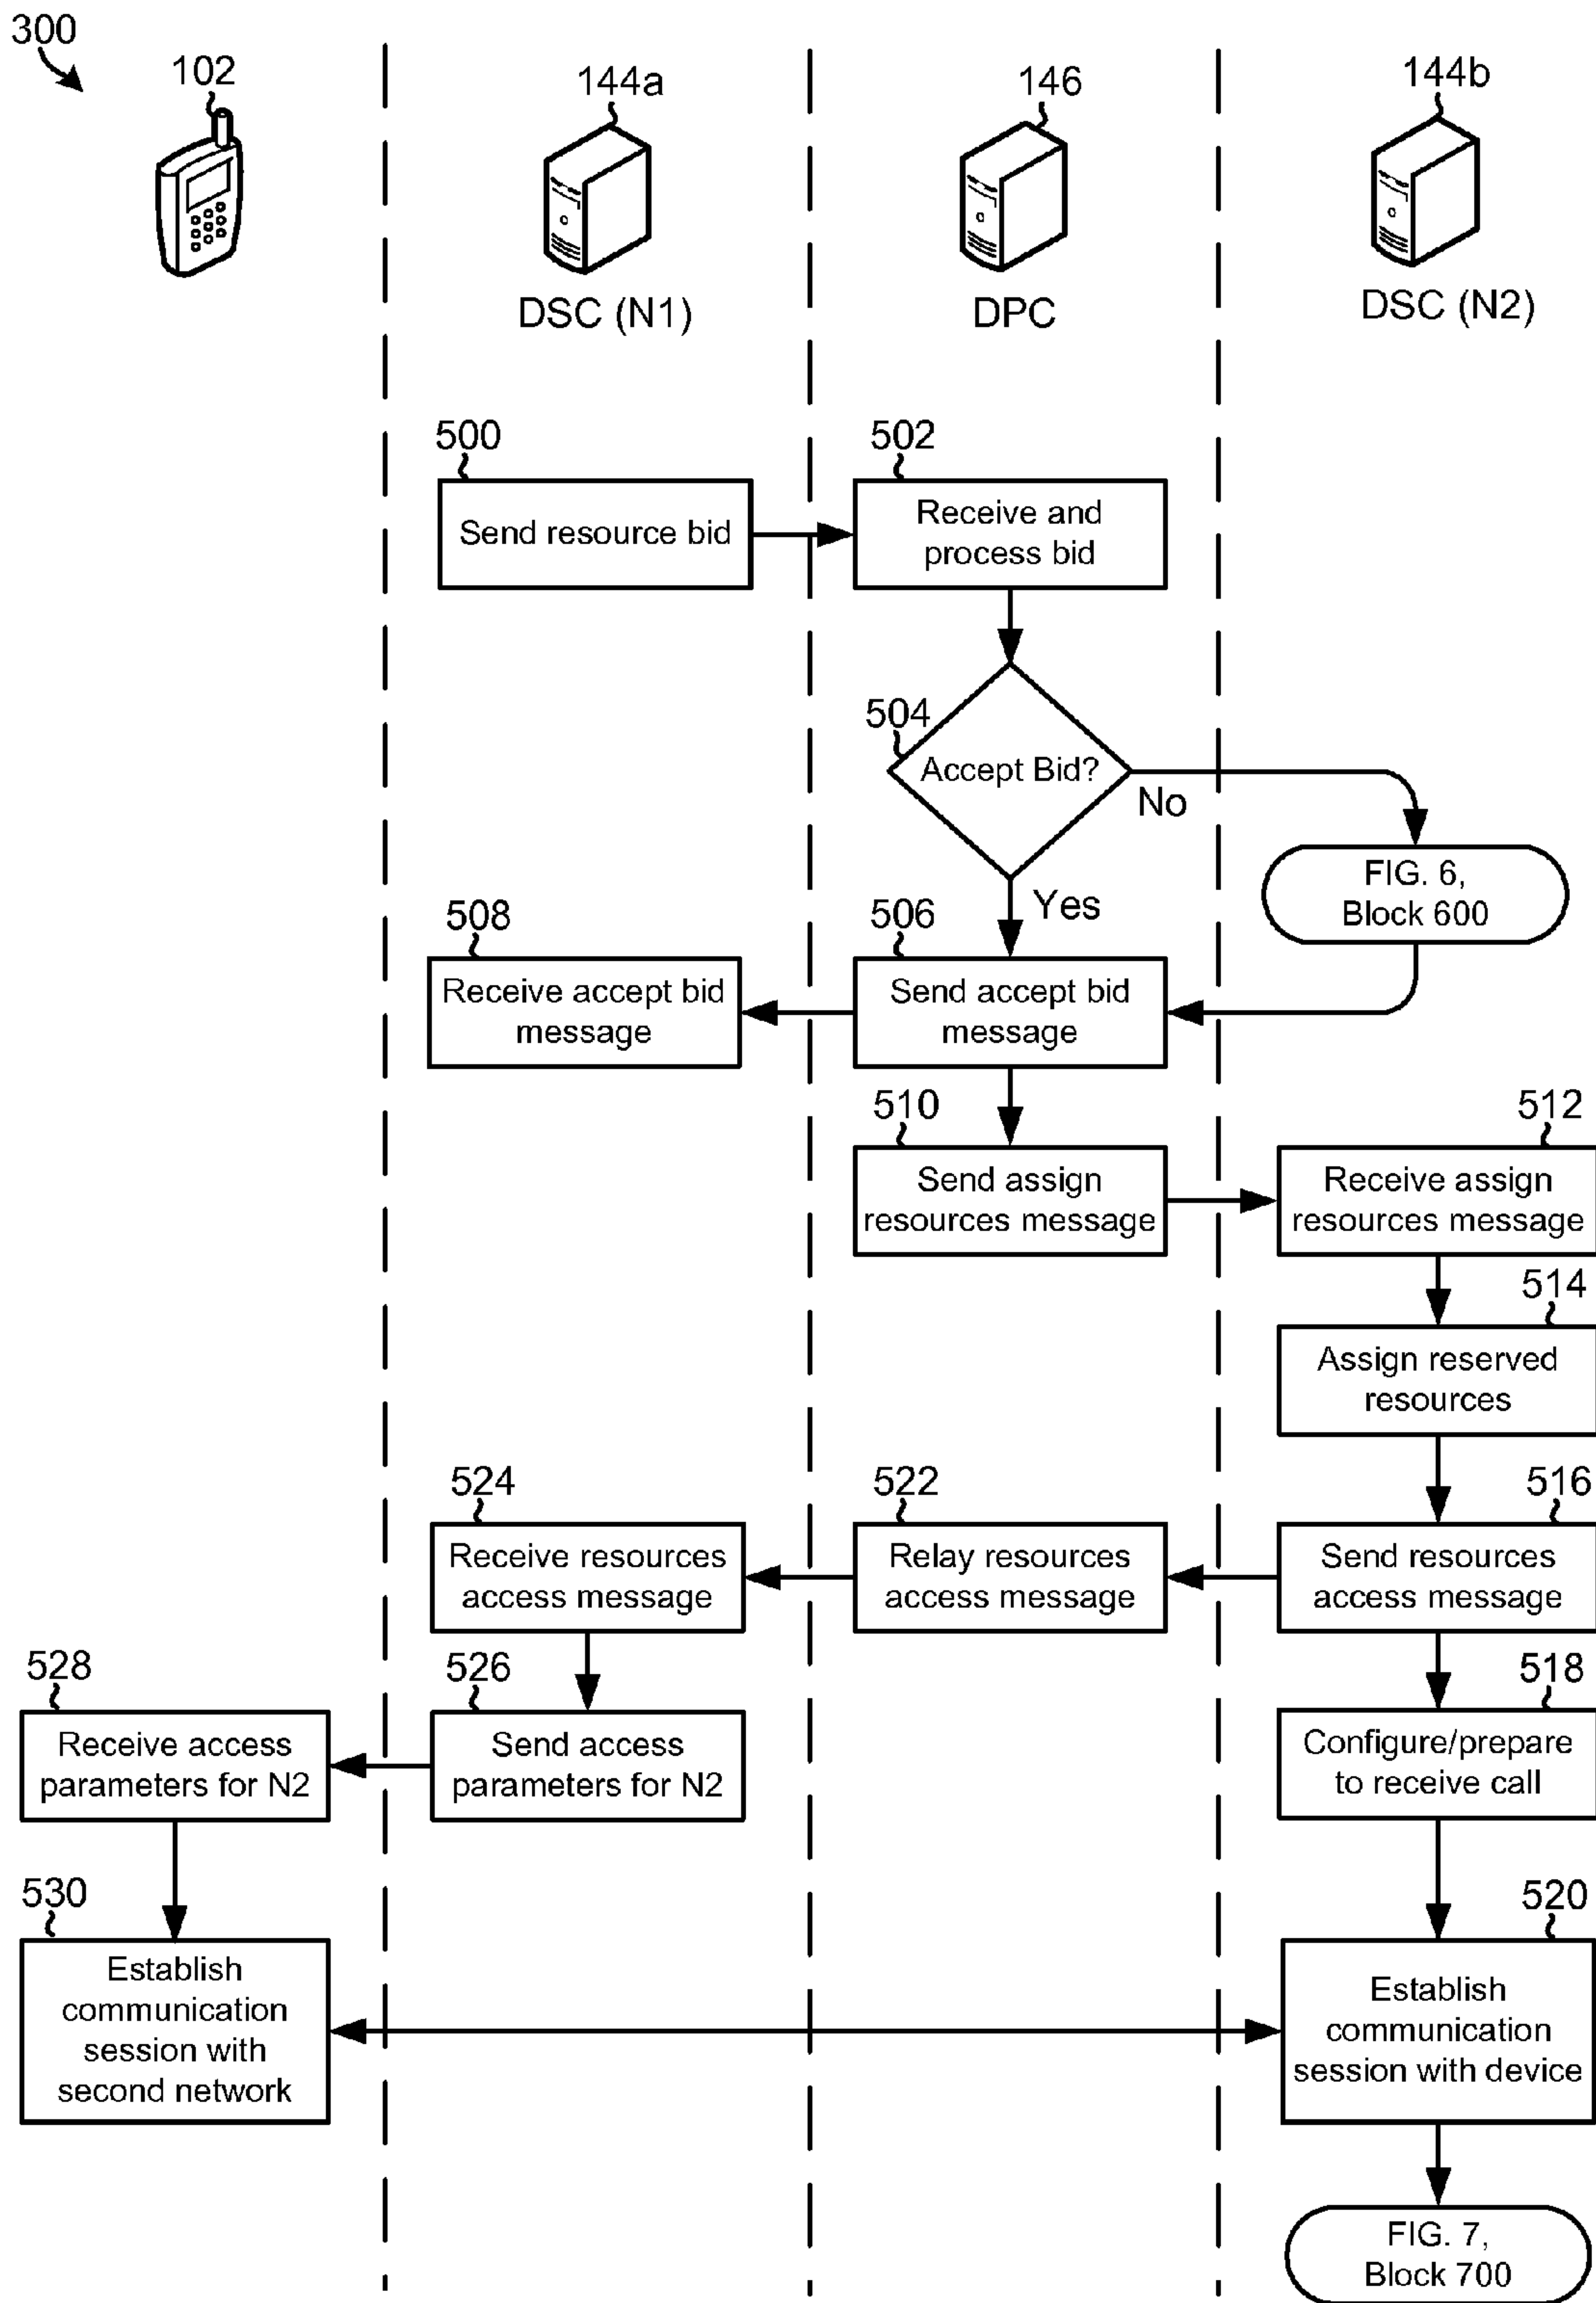 300
102
144a
146
144b
DSC (N1)
DPC
DSC (N2)
500
502
Send resource bid
Receive and
process bid
504
Accept Bid?
No
Yes
FIG. 6,
Block 600
508
506
Receive accept bid
message
Send accept bid
message
510
512
Send assign
resources message
Receive assign
resources message
514
Assign reserved
resources
524
522
516
Receive resources
access message
Relay resources
access message
Send resources
access message
528
526
518
Receive access
parameters for N2
Send access
parameters for N2
Configure/prepare
to receive call
530
520
Establish
communication
session with
second network
Establish
communication
session with device
FIG. 7,
Block 700